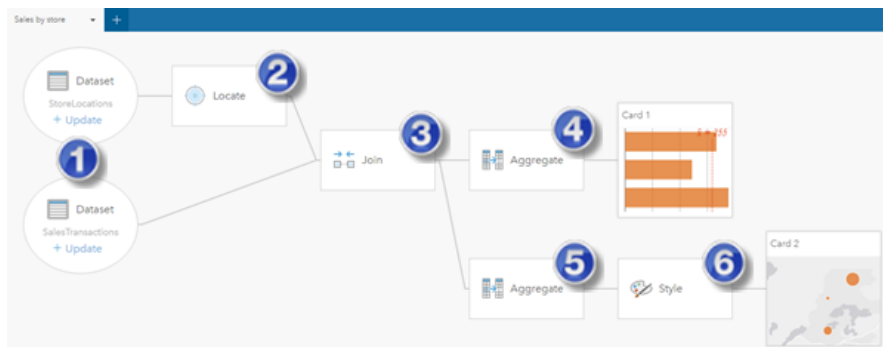 Sales by store
+
Dataset
StoreLocations
+ Update
1
Dataset
SalesTransactions
+ Update
Locate
2
Join
3
Aggregate
4
Card 1
Aggregate
5
Style
6
Card 2